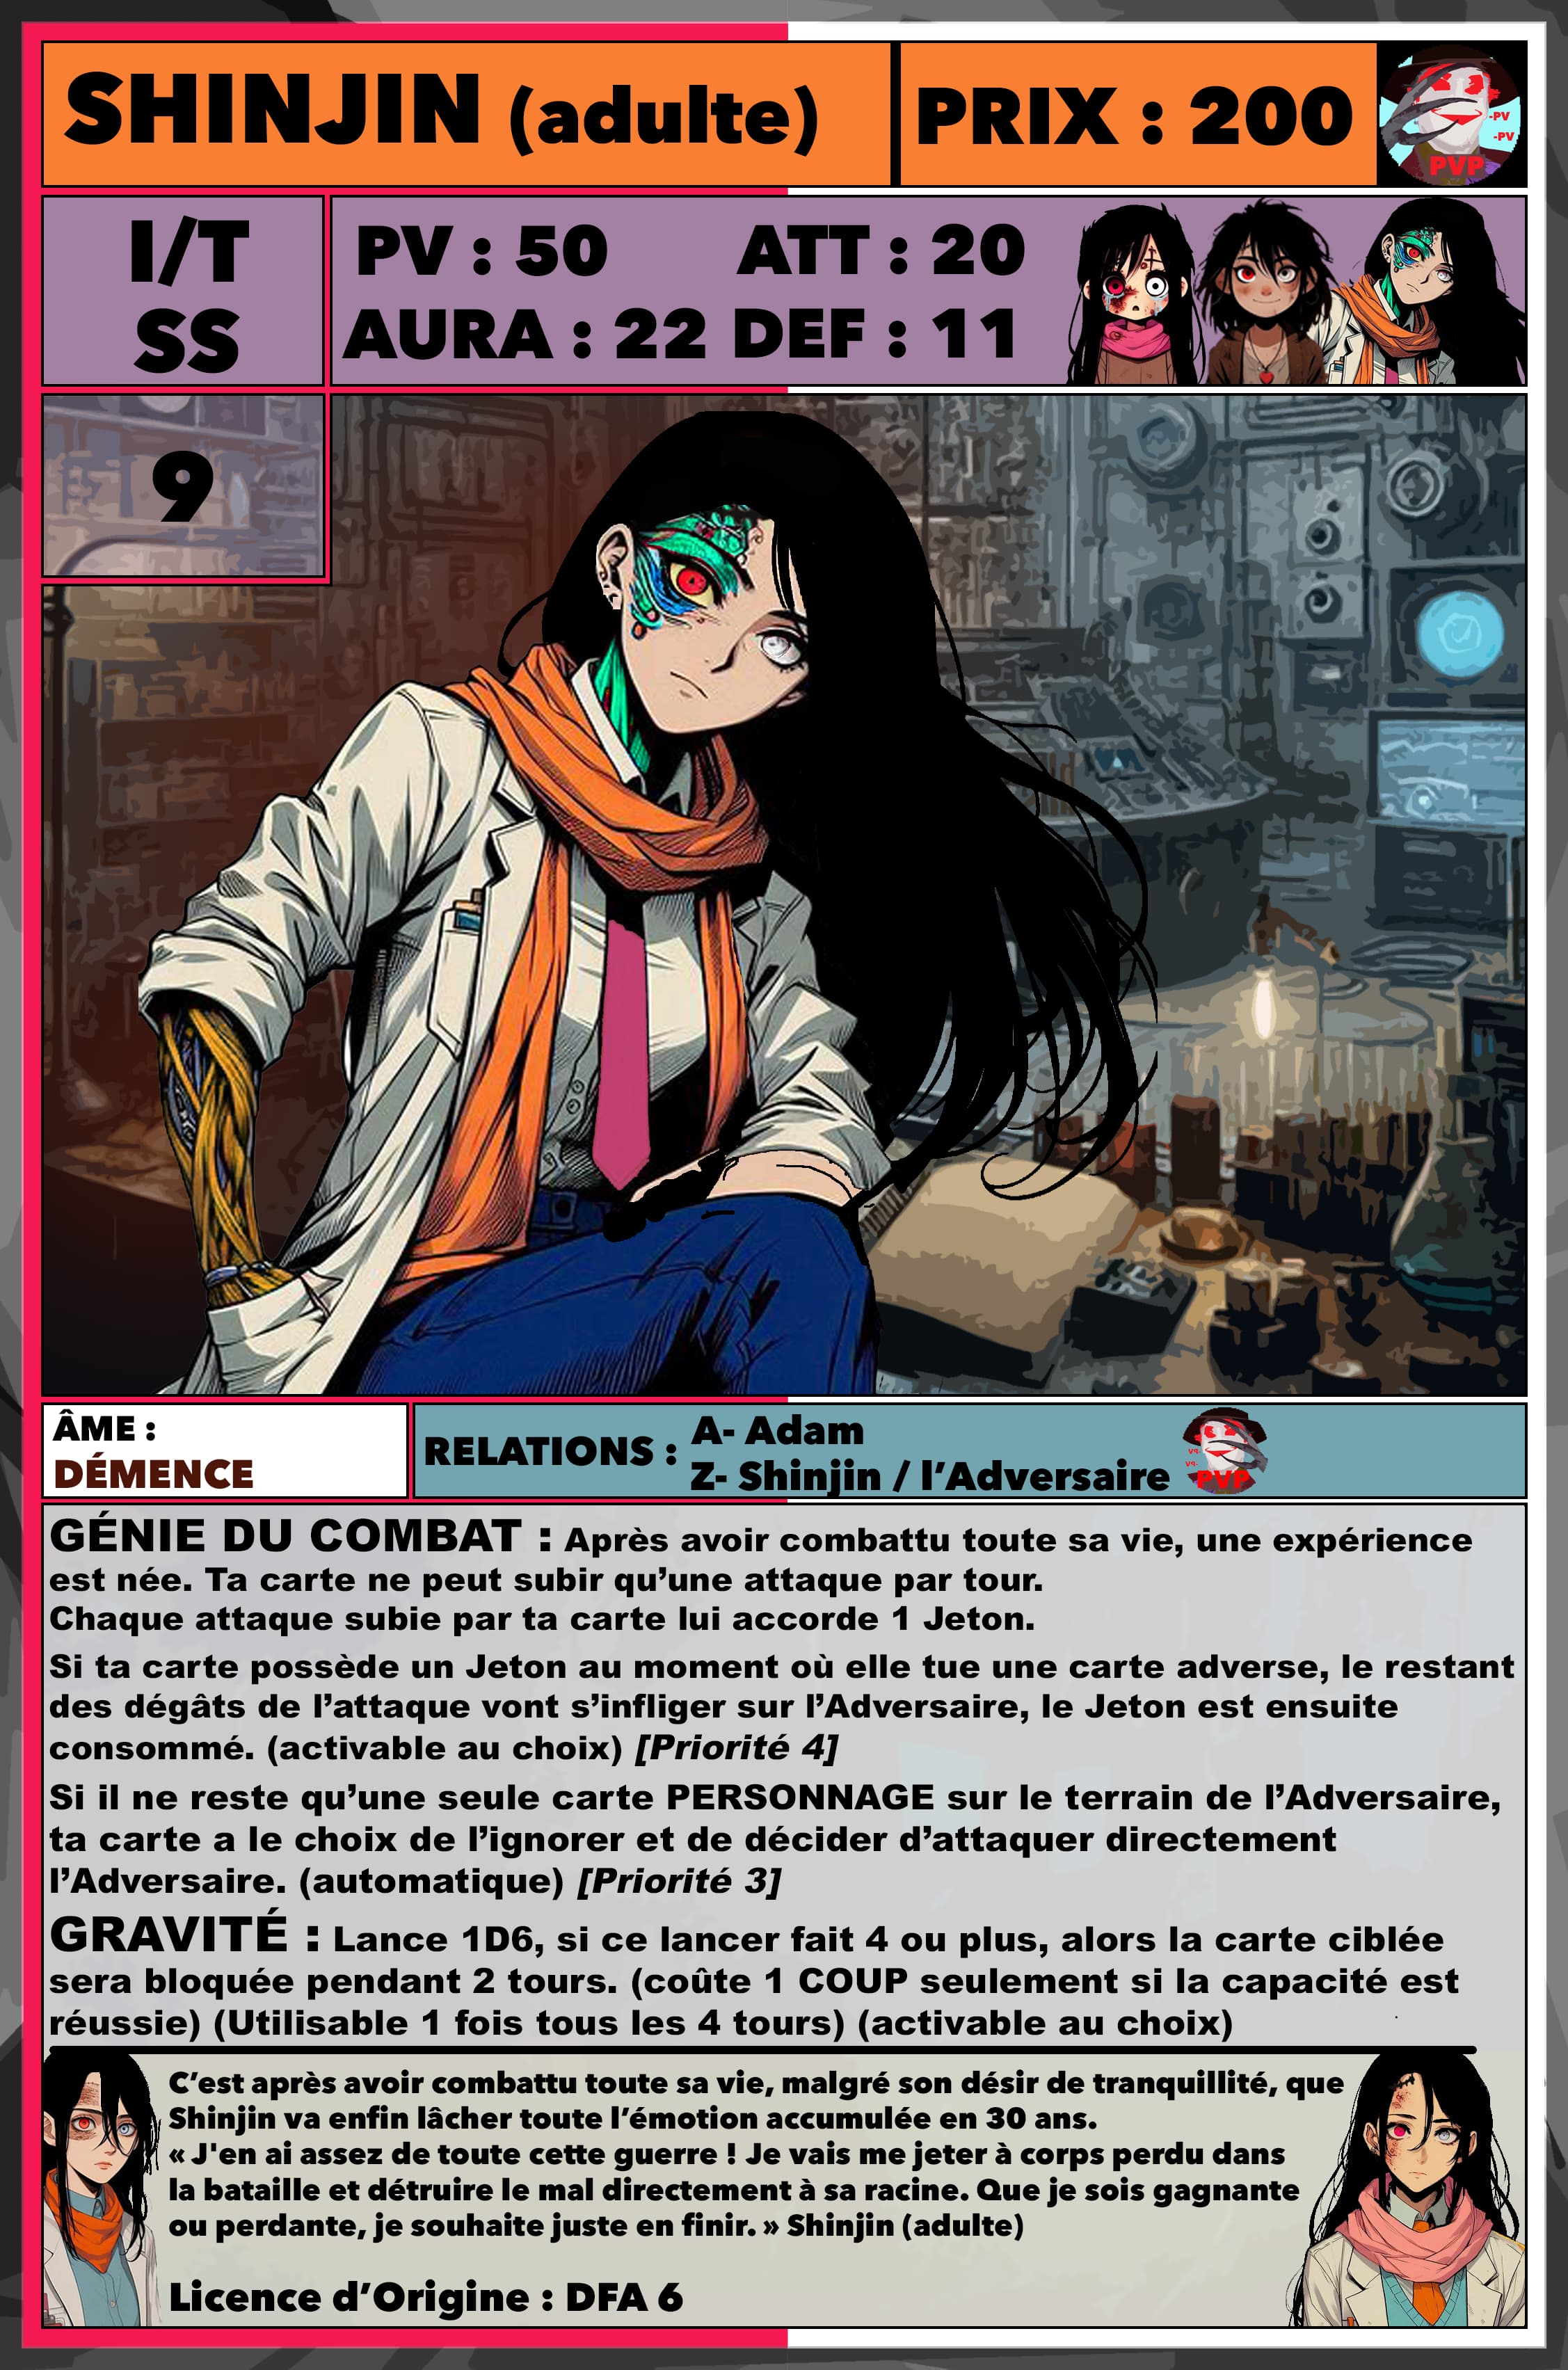 SHINJIN (adulte)
PRIX : 200
-PV
-PV
PVP
I/T
SS
PV : 50 ATT : 20
AURA : 22 DEF : 11
9
ÂME :
DÉMENCE
RELATIONS :
A- Adam
Z- Shinjin / l’Adversaire
PVP
GÉNIE DU COMBAT : Après avoir combattu toute sa vie, une expérience
est née. Ta carte ne peut subir qu’une attaque par tour.
Chaque attaque subie par ta carte lui accorde 1 Jeton.
Si ta carte possède un Jeton au moment où elle tue une carte adverse, le restant
des dégâts de l’attaque vont s’infliger sur l’Adversaire, le Jeton est ensuite
consommé. (activable au choix) [Priorité 4]
Si il ne reste qu’une seule carte PERSONNAGE sur le terrain de l’Adversaire,
ta carte a le choix de l’ignorer et de décider d’attaquer directement
l’Adversaire. (automatique) [Priorité 3]
GRAVITÉ : Lance 1D6, si ce lancer fait 4 ou plus, alors la carte ciblée
sera bloquée pendant 2 tours. (coûte 1 COUP seulement si la capacité est
réussie) (Utilisable 1 fois tous les 4 tours) (activable au choix)
C’est après avoir combattu toute sa vie, malgré son désir de tranquillité, que
Shinjin va enfin lâcher toute l’émotion accumulée en 30 ans.
« J'en ai assez de toute cette guerre ! Je vais me jeter à corps perdu dans
la bataille et détruire le mal directement à sa racine. Que je sois gagnante
ou perdante, je souhaite juste en finir. » Shinjin (adulte)
Licence d’Origine : DFA 6